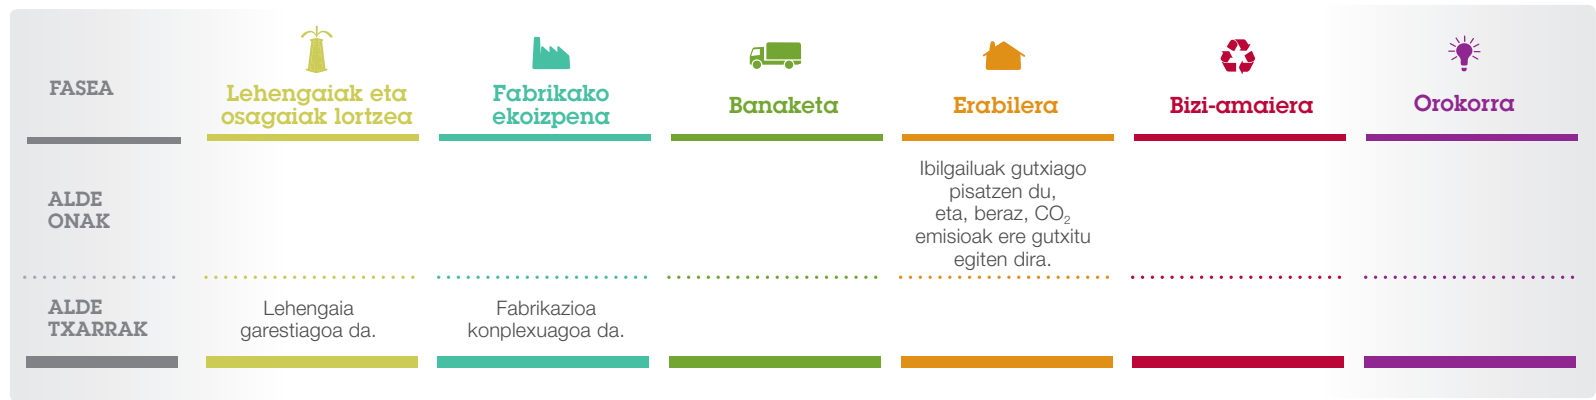 FASEA
Lehengaiak eta
osagaiak lortzea
Fabrikako
ekoizpena
Banaketa
Erabilera
Bizi-amaiera
Orokorra
ALDE
ONAK
Ibilgailuak gutxiago
pisatzen du,
eta, beraz, CO₂
emisioak ere gutxitu
egiten dira.
ALDE
TXARRAK
Lehengaia
garestiagoa da.
Fabrikazioa
konplexuagoa da.